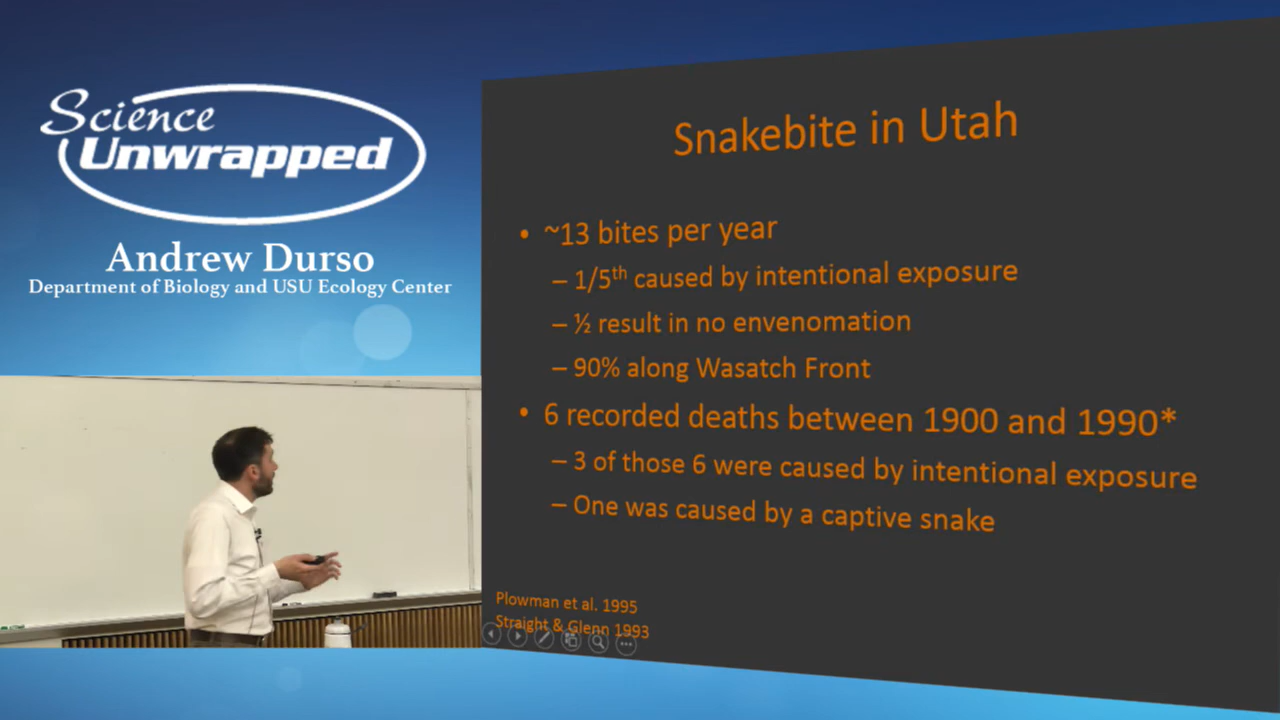 Science
Unwrapped
Andrew Durso
Department of Biology and USU Ecology Center
Snakebite in Utah
• ~13 bites per year
– 1/5th caused by intentional exposure
– ½ result in no envenomation
– 90% along Wasatch Front
• 6 recorded deaths between 1900 and 1990*
– 3 of those 6 were caused by intentional exposure
– One was caused by a captive snake
Plowman et al. 1995
Straight & Glenn 1993